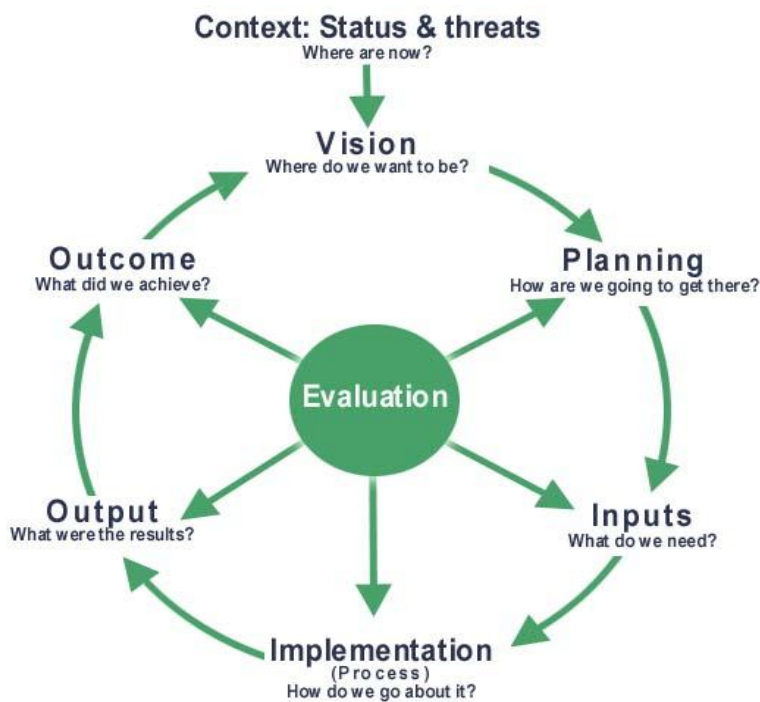 Context: Status & threats
Where are now?
Vision
Where do we want to be?
Planning
How are we going to get there?
Inputs
What do we need?
Implementation
(Process)
How do we go about it?
Output
What were the results?
Outcome
What did we achieve?
Evaluation